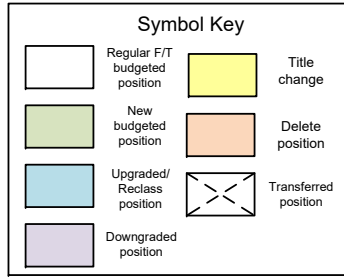 Symbol Key
Regular F/T
budgeted
position
New
budgeted
position
Upgraded/
Reclass
position
Downgraded
position
Title
change
Delete
position
Transferred
position